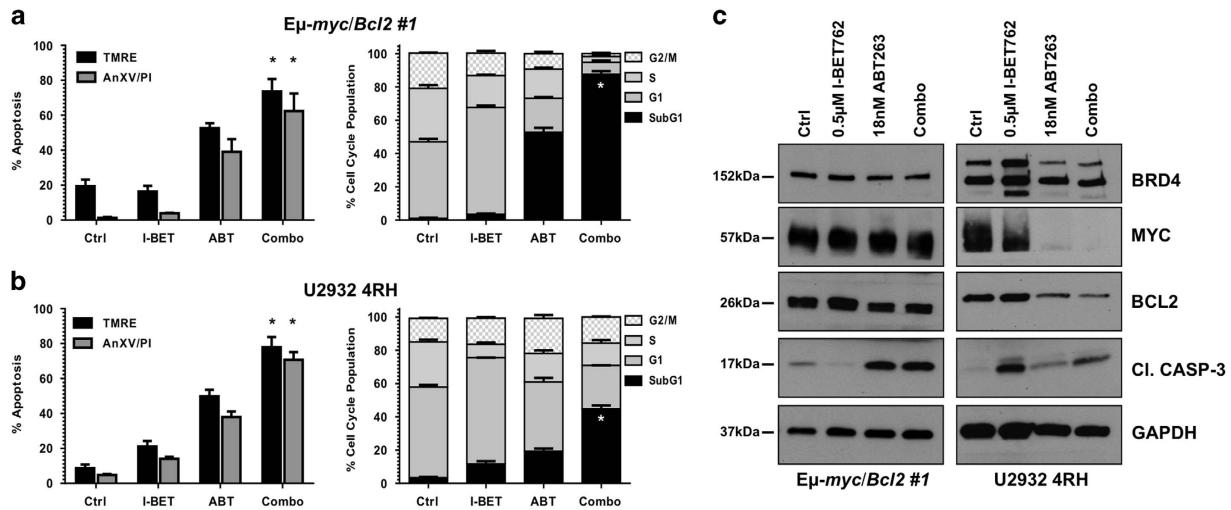 a
Eµ-myc/Bcl2 #1
100
80
60
40
20
0
% Apoptosis
TMRE
AnXV/PI
* *
Ctrl I-BET ABT Combo
100
80
60
40
20
0
% Cell Cycle Population
*
Ctrl I-BET ABT Combo
G2/M
S
G1
SubG1
b
U2932 4RH
100
80
60
40
20
0
% Apoptosis
TMRE
AnXV/PI
* *
Ctrl I-BET ABT Combo
100
80
60
40
20
0
% Cell Cycle Population
*
Ctrl I-BET ABT Combo
G2/M
S
G1
SubG1
c
Ctrl
0.5µM I-BET762
18nM ABT263
Combo
Ctrl
0.5µM I-BET762
18nM ABT263
Combo
152kDa BRD4
57kDa MYC
26kDa BCL2
17kDa Cl. CASP-3
37kDa GAPDH
Eµ-myc/Bcl2 #1 U2932 4RH